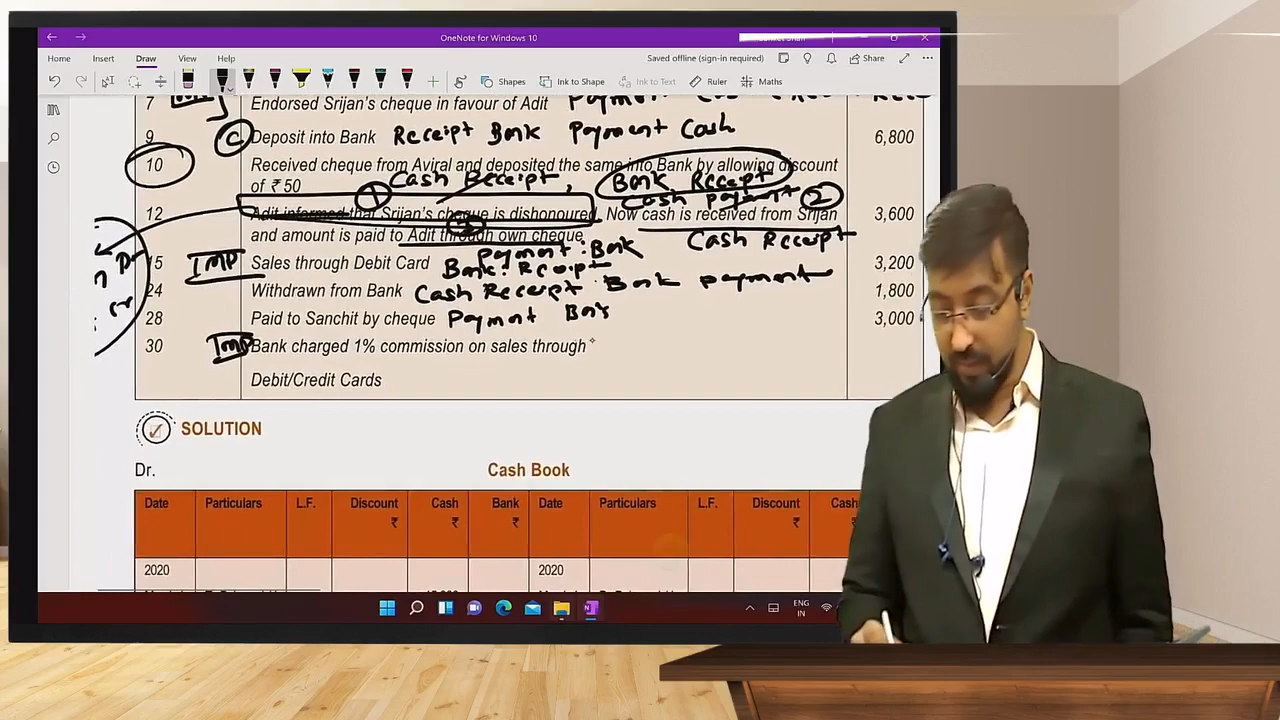 OneNote for Windows 10
Home Insert Draw View Help
Saved offline (sign-in required) Share
Shapes Ink to Shape Ink to Text Ruler Maths
7 Endorsed Srijan's cheque in favour of Adit Payment
9 C Deposit into Bank Receipt Bank Payment Cash 6,800
10 Received cheque from Aviral and deposited the same into Bank by allowing discount
of ₹ 50 1 Cash Receipt, Bank Receipt
Cash payment 2
12 Adit informed that Srijan's cheque is dishonoured. Now cash is received from Srijan 3,600
and amount is paid to Adit through own cheque Cash Receipt
Payment : Bank
15 IMP Sales through Debit Card Bank : Receipt 3,200
24 Withdrawn from Bank Cash Receipt Bank payment 1,800
28 Paid to Sanchit by cheque Paymnt Bank 3,000
30 IMP Bank charged 1% commission on sales through
Debit/Credit Cards
SOLUTION
Dr. Cash Book
Date Particulars L.F. Discount Cash Bank Date Particulars L.F. Discount Cash
₹ ₹ ₹ ₹ ₹
2020 2020
ENG
IN